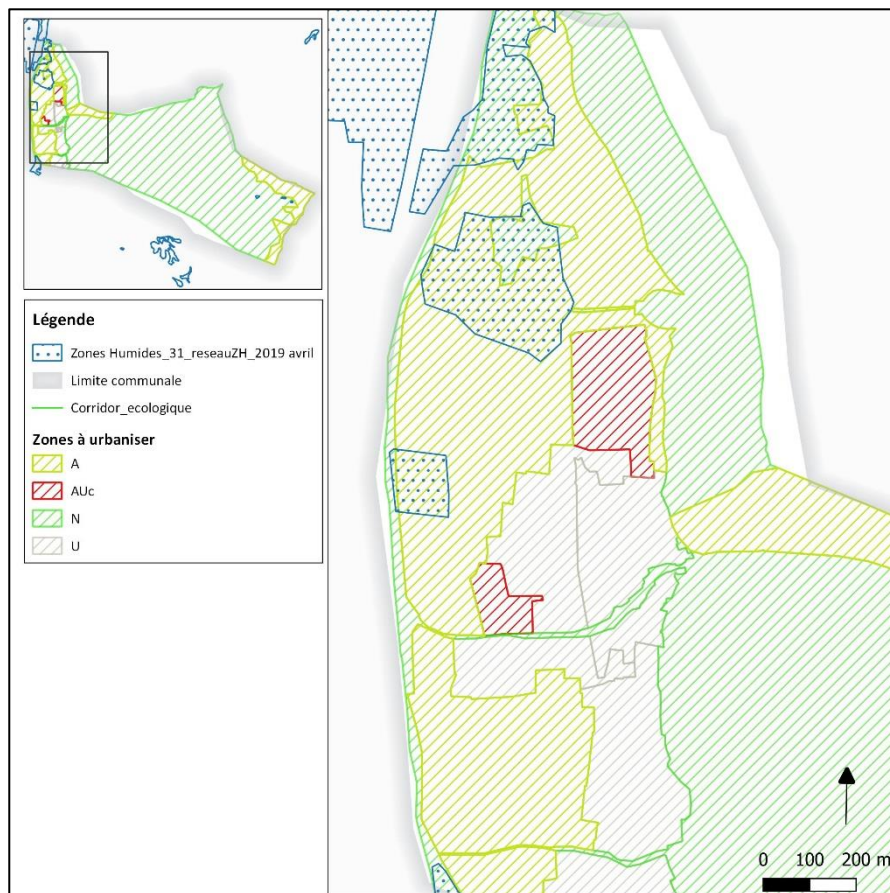 Légende
Zones Humides_31_reseauZH_2019 avril
Limite communale
Corridor_ecologique
Zones à urbaniser
A
AUc
N
U
0 100 200 m